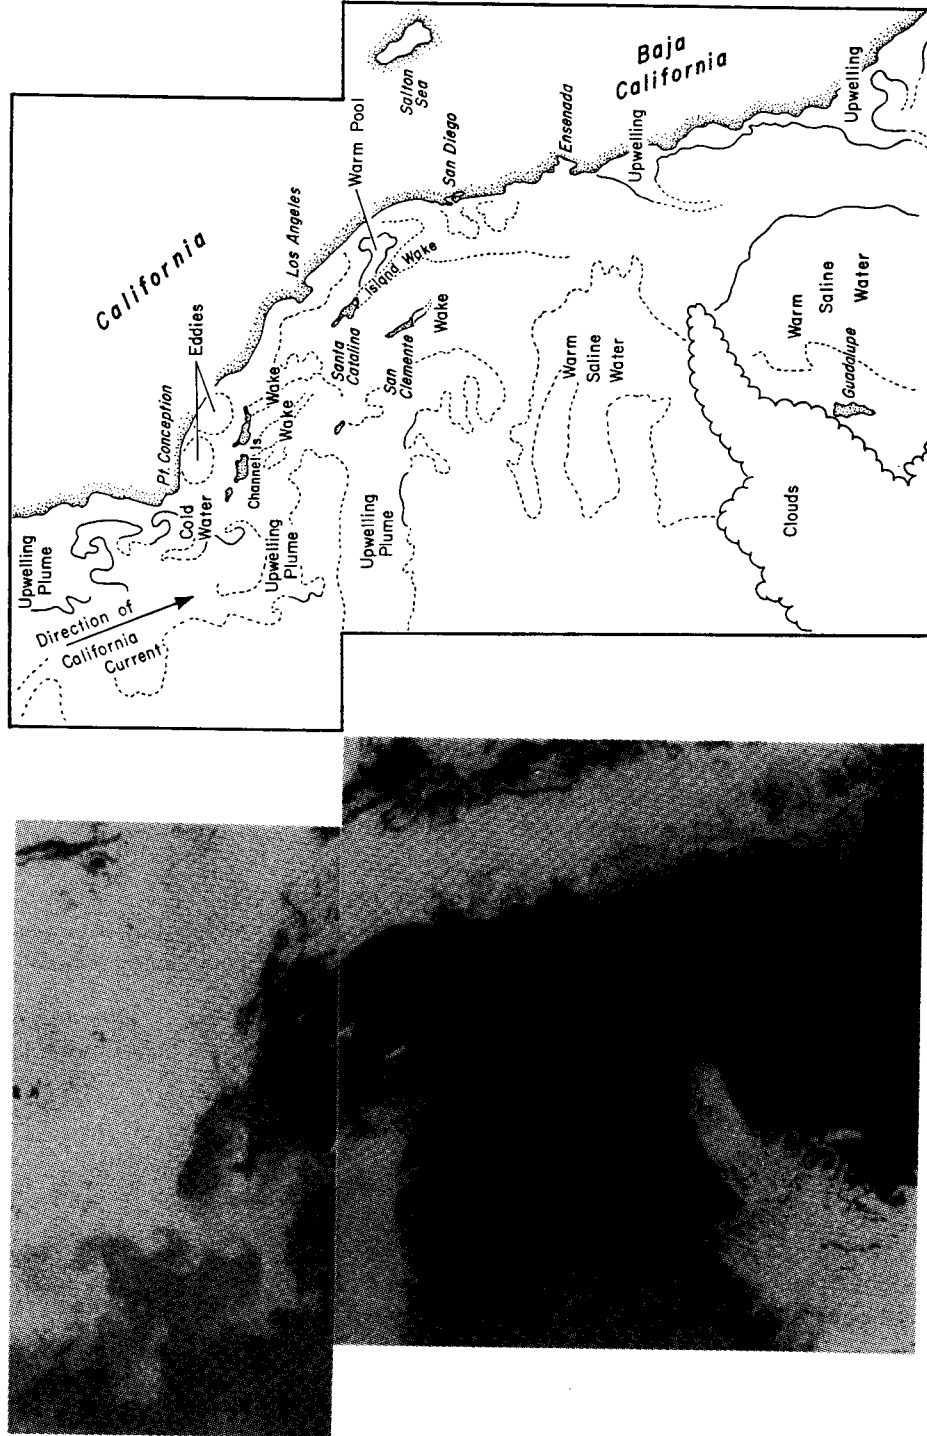 California
Baja
California
Salton
Sea
Warm Pool
San Diego
Ensenada
Upwelling
Upwelling
Los Angeles
Island Wake
Eddies
Pt. Conception
Santa
Catalina
San
Clemente
Wake
Wake
Wake
Channel Is.
Cold
Water
Upwelling
Plume
Upwelling
Plume
Upwelling
Plume
Direction of
California
Current
Warm
Saline
Water
Warm
Saline
Water
Guadalupe
Clouds